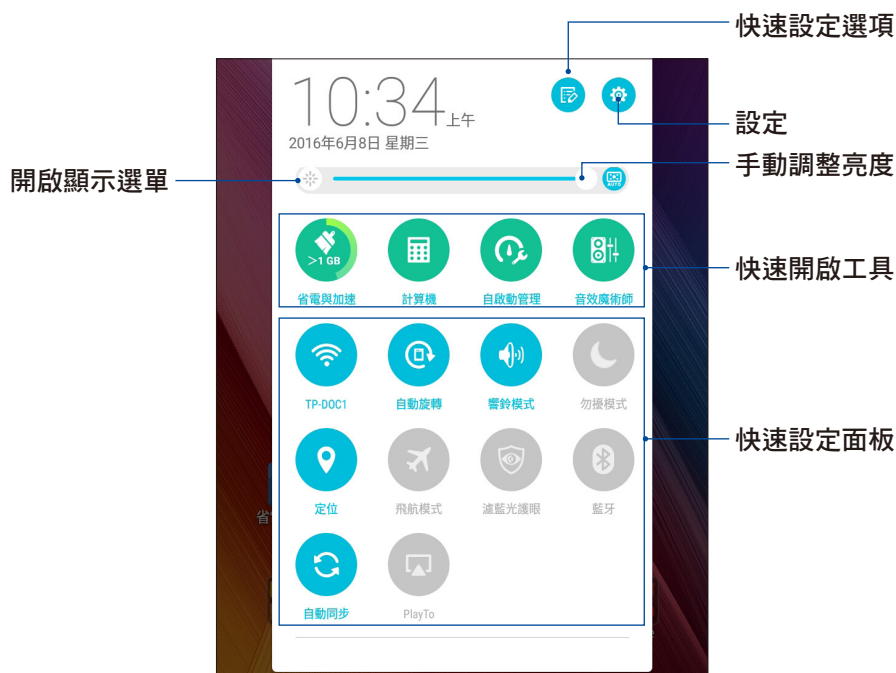 快速設定選項
10:34上午
2016年6月8日 星期三
設定
手動調整亮度
開啟顯示選單
AUTO
>1 GB
省電與加速 計算機 自啟動管理 音效魔術師
快速開啟工具
TP-DOC1 自動旋轉 響鈴模式 勿擾模式
快速設定面板
定位 飛航模式 濾藍光護眼 藍牙
省
自動同步 PlayTo